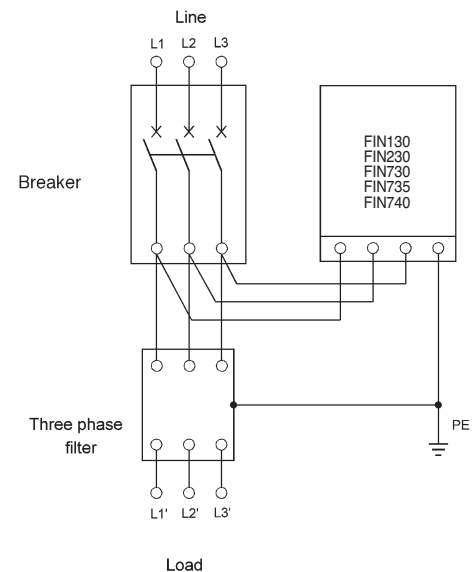 Line
L1 L2 L3
FIN130
FIN230
FIN730
FIN735
FIN740
Breaker
Three phase
filter
PE
L1' L2' L3'
Load